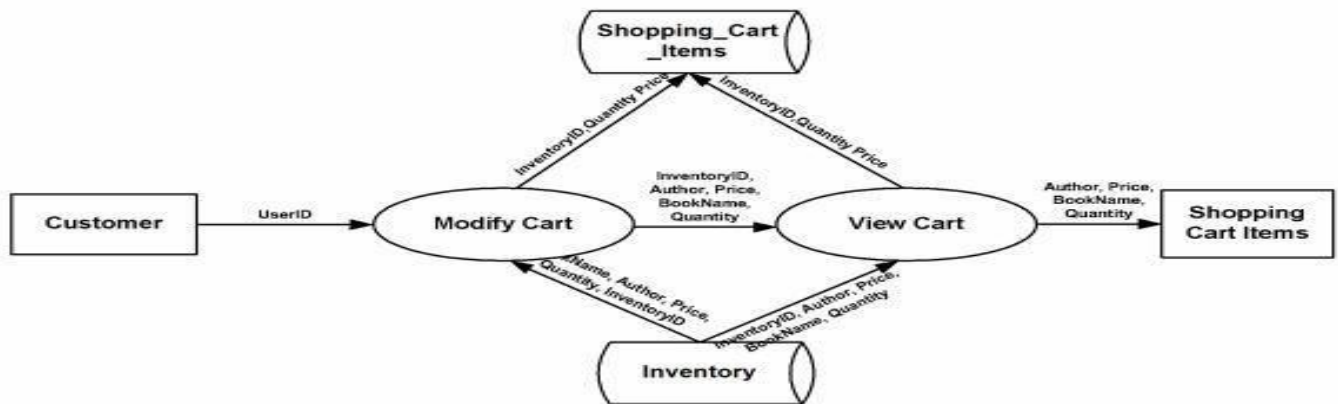 Shopping_Cart
_Items
InventoryID,Quantity Price
InventoryID,Quantity Price
Customer
UserID
Modify Cart
InventoryID,
Author, Price,
BookName,
Quantity
View Cart
Author, Price,
BookName,
Quantity
Shopping
Cart Items
Author, Price,
Quantity, InventoryID
InventoryID, Author, Price,
BookName, Quantity
Inventory